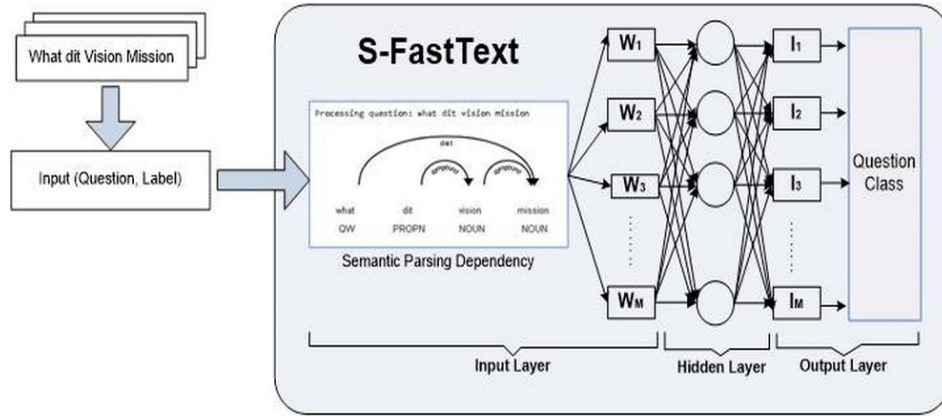 What dit Vision Mission
Input (Question, Label)
S-FastText
Processing question: what dit vision mission
det
compound
compound
what dit vision mission
QW PROPN NOUN NOUN
Semantic Parsing Dependency
W1
W2
W3
WM
I1
I2
I3
IM
Question
Class
Input Layer
Hidden Layer
Output Layer